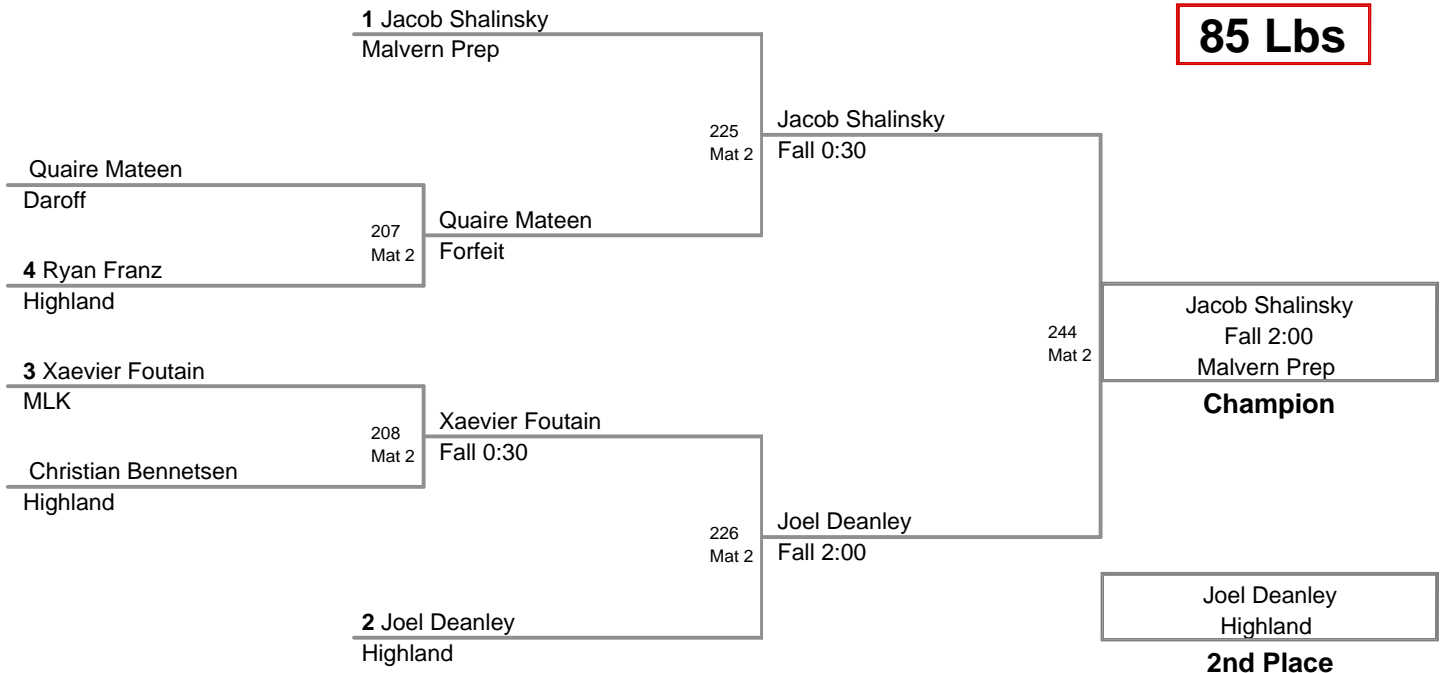 1 Jacob Shalinsky
Malvern Prep
85 Lbs
225
Mat 2
Jacob Shalinsky
Fall 0:30
Quaire Mateen
Daroff
207
Mat 2
Quaire Mateen
Forfeit
4 Ryan Franz
Highland
244
Mat 2
Jacob Shalinsky
Fall 2:00
Malvern Prep
Champion
3 Xaevier Foutain
MLK
208
Mat 2
Xaevier Foutain
Fall 0:30
Christian Bennetsen
Highland
226
Mat 2
Joel Deanley
Fall 2:00
2 Joel Deanley
Highland
Joel Deanley
Highland
2nd Place